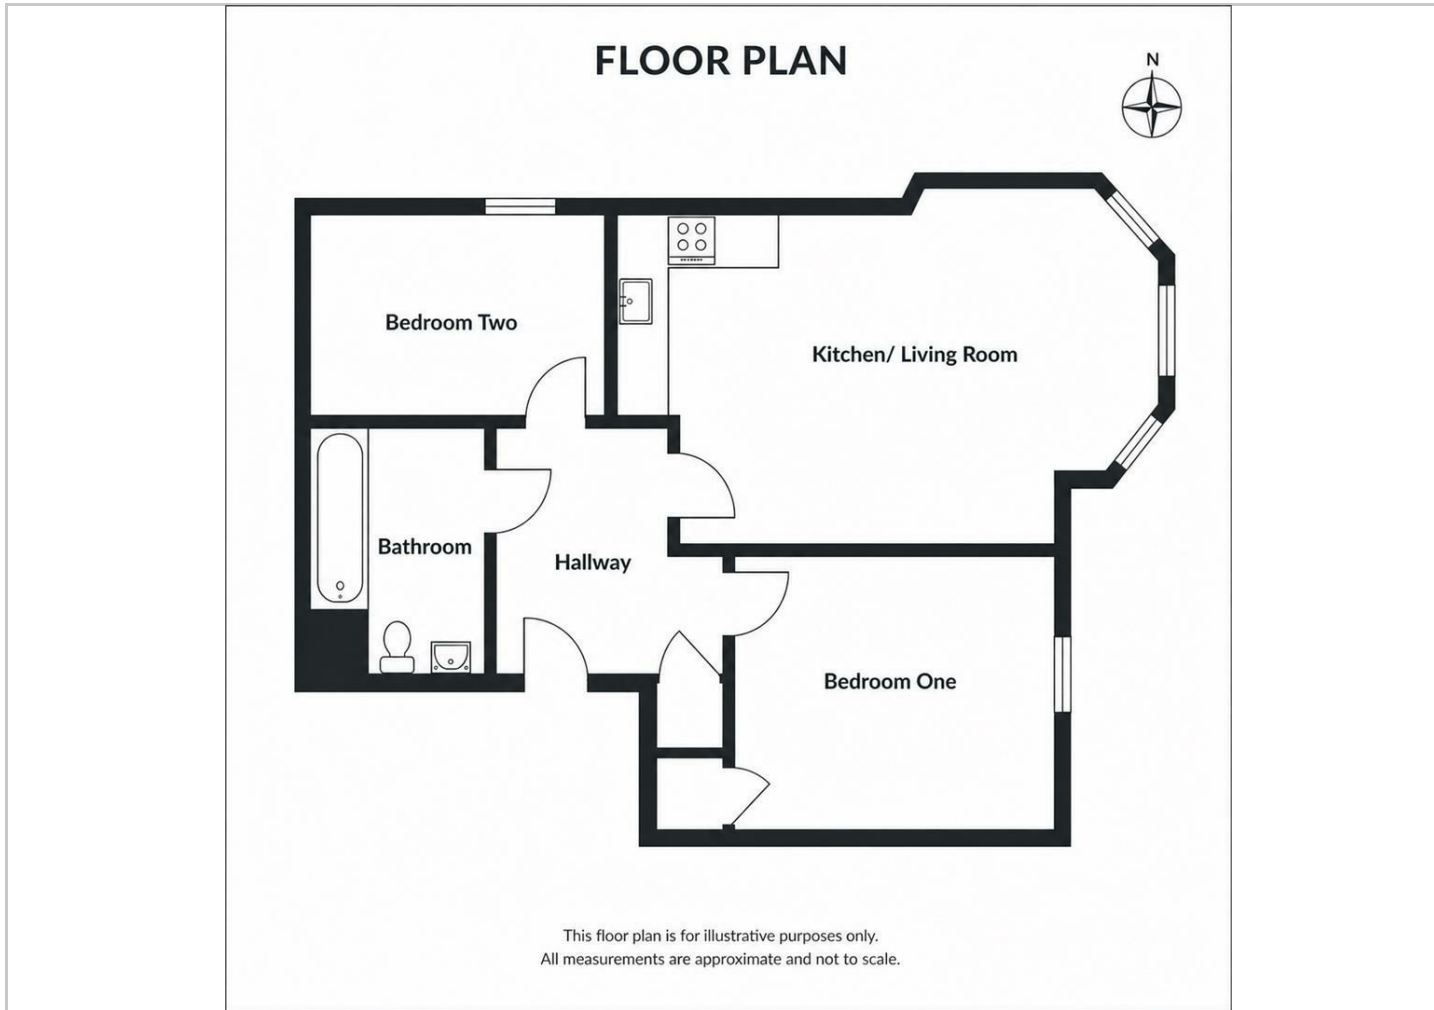 FLOOR PLAN
N
Bedroom Two
Kitchen/ Living Room
Bathroom
Hallway
Bedroom One
This floor plan is for illustrative purposes only.
All measurements are approximate and not to scale.